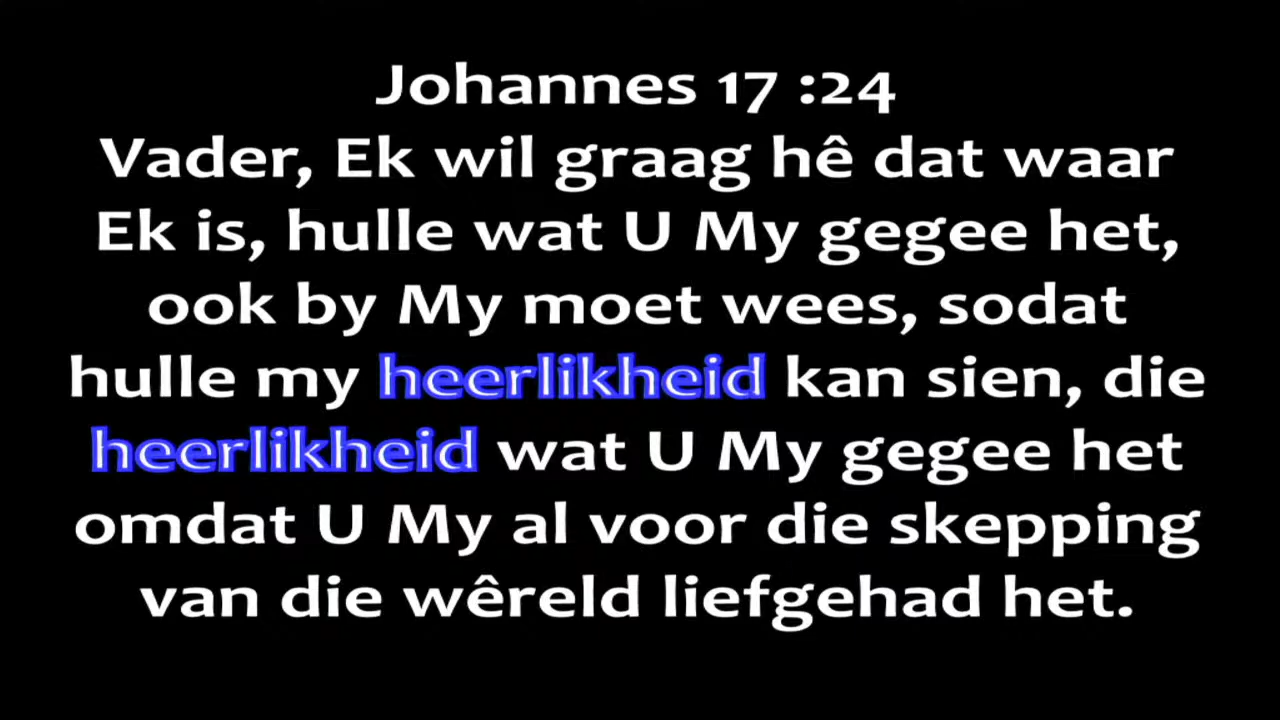 Johannes 17 :24
Vader, Ek wil graag hê dat waar
Ek is, hulle wat U My gegee het,
ook by My moet wees, sodat
hulle my heerlikheid kan sien, die
heerlikheid wat U My gegee het
omdat U My al voor die skepping
van die wêreld liefgehad het.